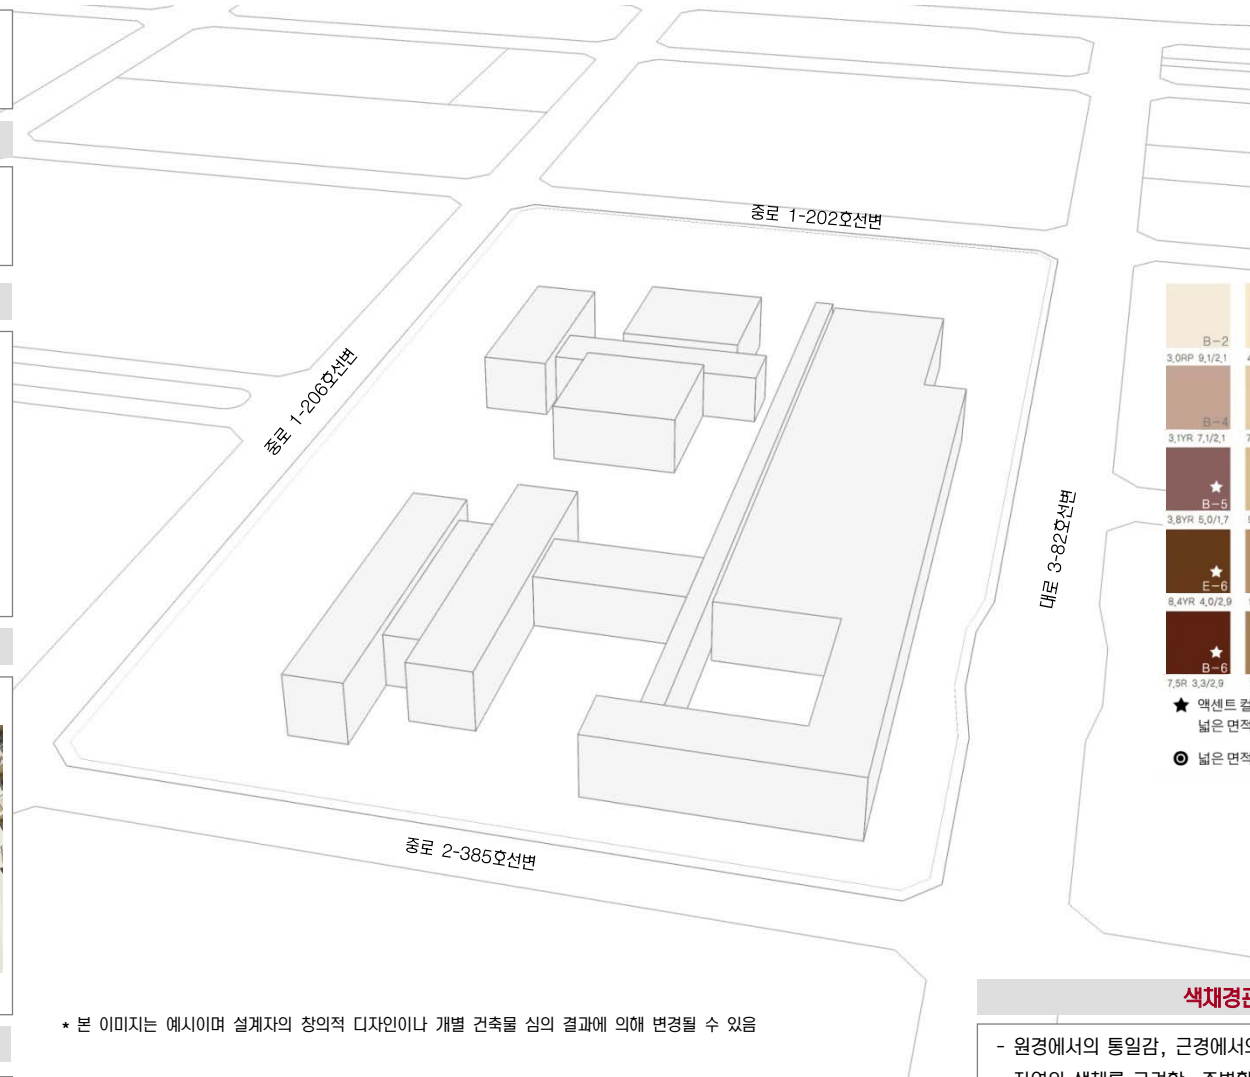 중로 1-202호선변
중로 1-206호선변
대로 3-82호선변
중로 2-385호선변
B-2
3,0RP 9,1/2,1
B-4
3,1YR 7,1/2,1
B-5
3,8YR 5,0/1,7
E-6
8,4YR 4,0/2,9
B-6
7,5R 3,3/2,9
★ 액센트 컬
넓은 면적
◎ 넓은 면적
* 본 이미지는 예시이며 설계자의 창의적 디자인이나 개별 건축물 심의 결과에 의해 변경될 수 있음
색채경관
- 원경에서의 통일감, 근경에서의